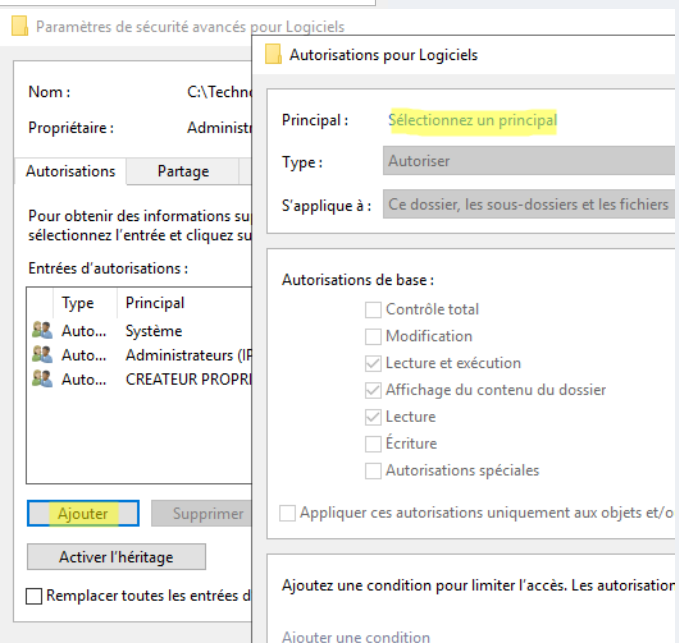 Paramètres de sécurité avancés pour Logiciels
Nom :
C:\Techno
Propriétaire :
Administr
Autorisations
Partage
Pour obtenir des informations su
sélectionnez l'entrée et cliquez su
Entrées d'autorisations :
Type
Principal
Auto...
Système
Auto...
Administrateurs (IP
Auto...
CREATEUR PROPRI
Ajouter
Supprimer
Activer l'héritage
Remplacer toutes les entrées d
Autorisations pour Logiciels
Principal :
Sélectionnez un principal
Type :
Autoriser
S'applique à :
Ce dossier, les sous-dossiers et les fichiers
Autorisations de base :
Contrôle total
Modification
Lecture et exécution
Affichage du contenu du dossier
Lecture
Écriture
Autorisations spéciales
Appliquer ces autorisations uniquement aux objets et/o
Ajoutez une condition pour limiter l'accès. Les autorisation
Ajouter une condition